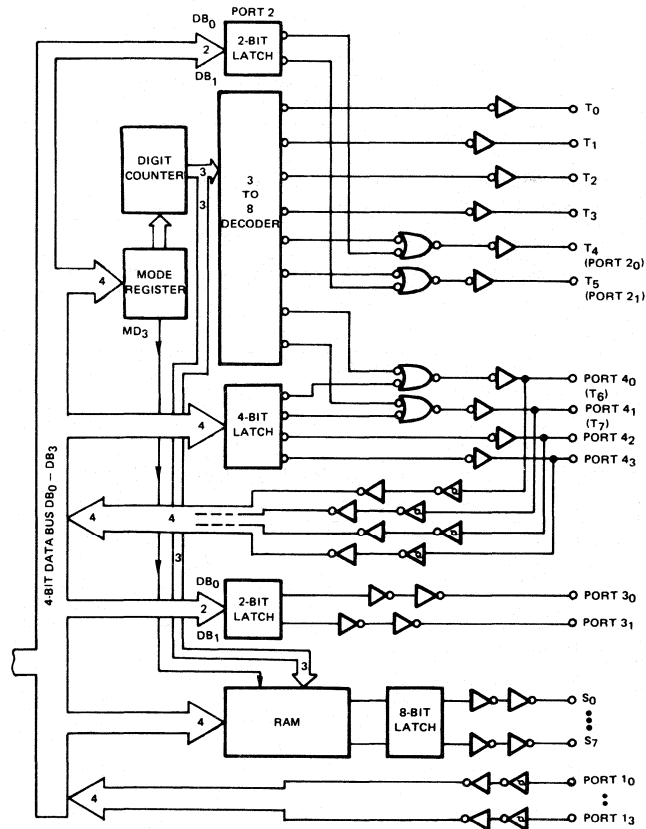 DB0
PORT 2
2
2-BIT
LATCH
DB1
T0
T1
T2
T3
T4
(PORT 20)
T5
(PORT 21)
DIGIT
COUNTER
3
3
3
TO
8
DECODER
4
MODE
REGISTER
MD3
4
4-BIT
LATCH
PORT 40
(T6)
PORT 41
(T7)
PORT 42
PORT 43
4-BIT DATA BUS DB0 – DB3
4
4
3
DB0
2
DB1
2-BIT
LATCH
PORT 30
PORT 31
3
4
RAM
8-BIT
LATCH
S0
S7
4
PORT 10
PORT 13